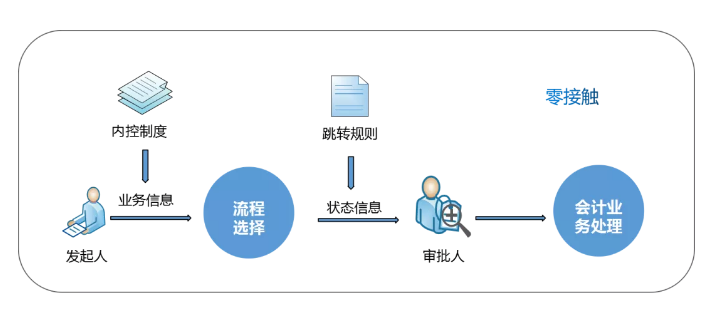 零接触
内控制度
跳转规则
业务信息
流程
选择
状态信息
会计业
务处理
发起人
审批人